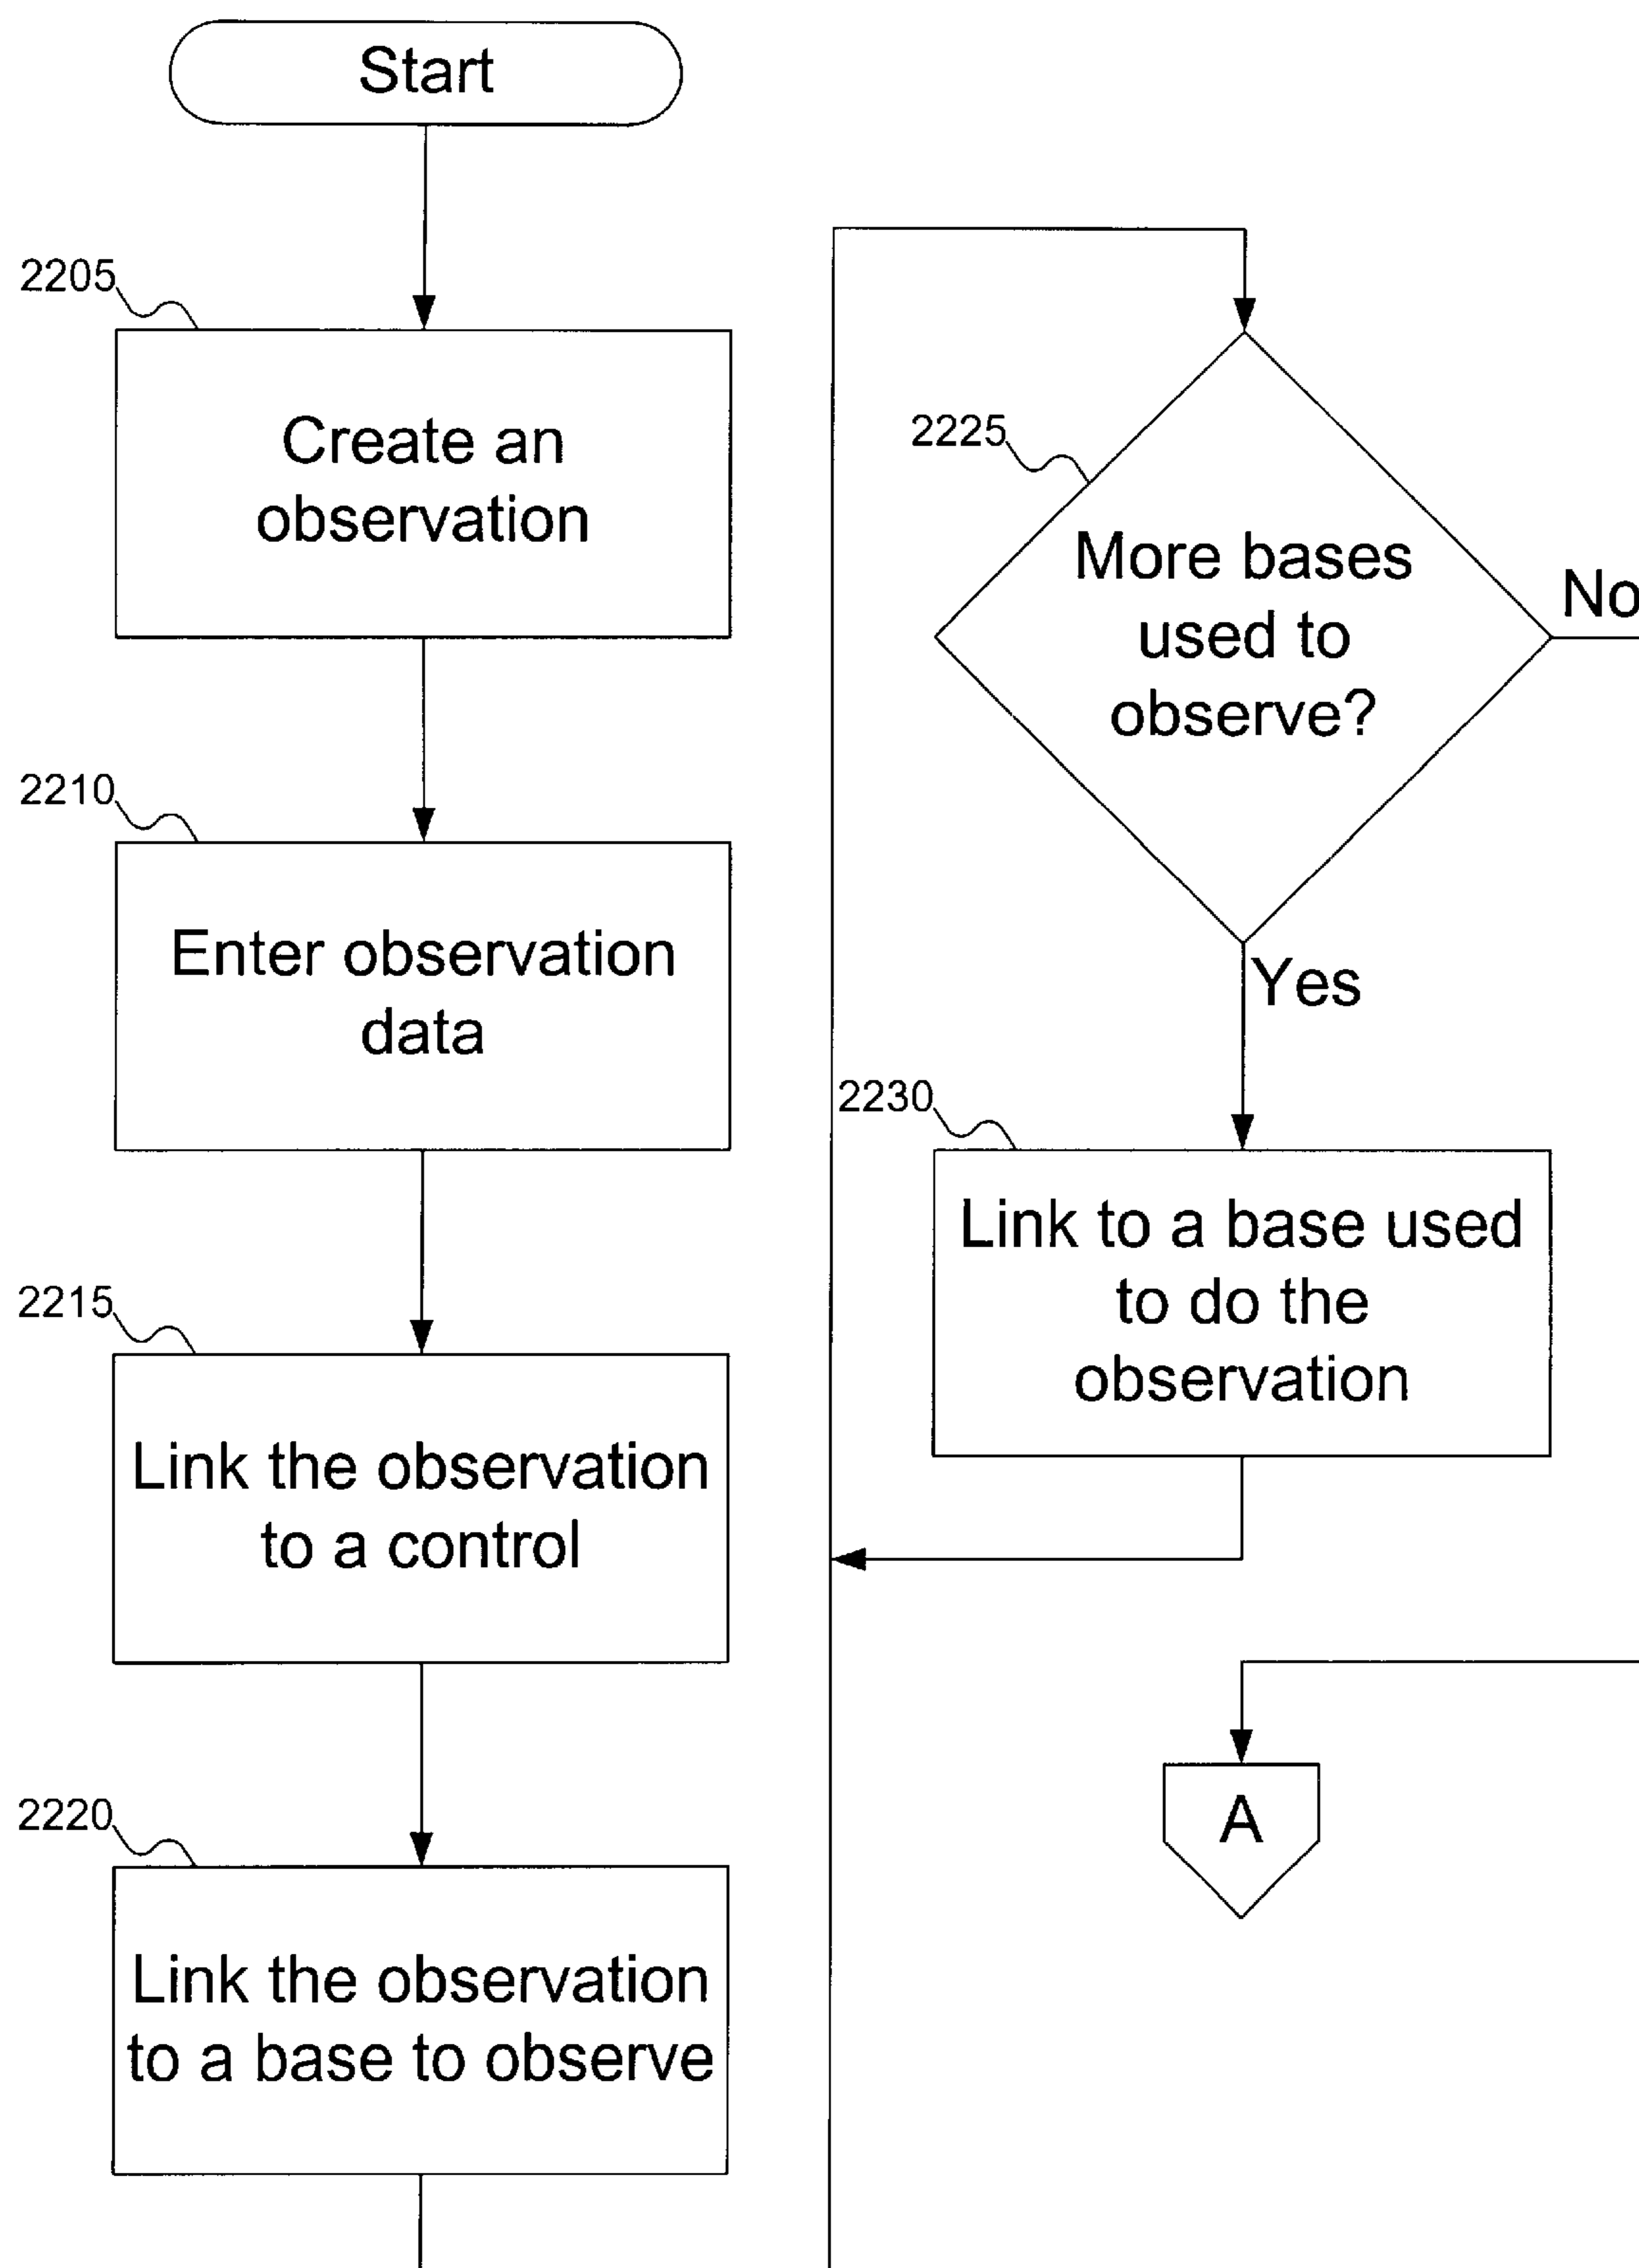 Start
2205
Create an
observation
2210
Enter observation
data
2215
Link the observation
to a control
2220
Link the observation
to a base to observe
2225
More bases
used to
observe?
No
Yes
2230
Link to a base used
to do the
observation
A